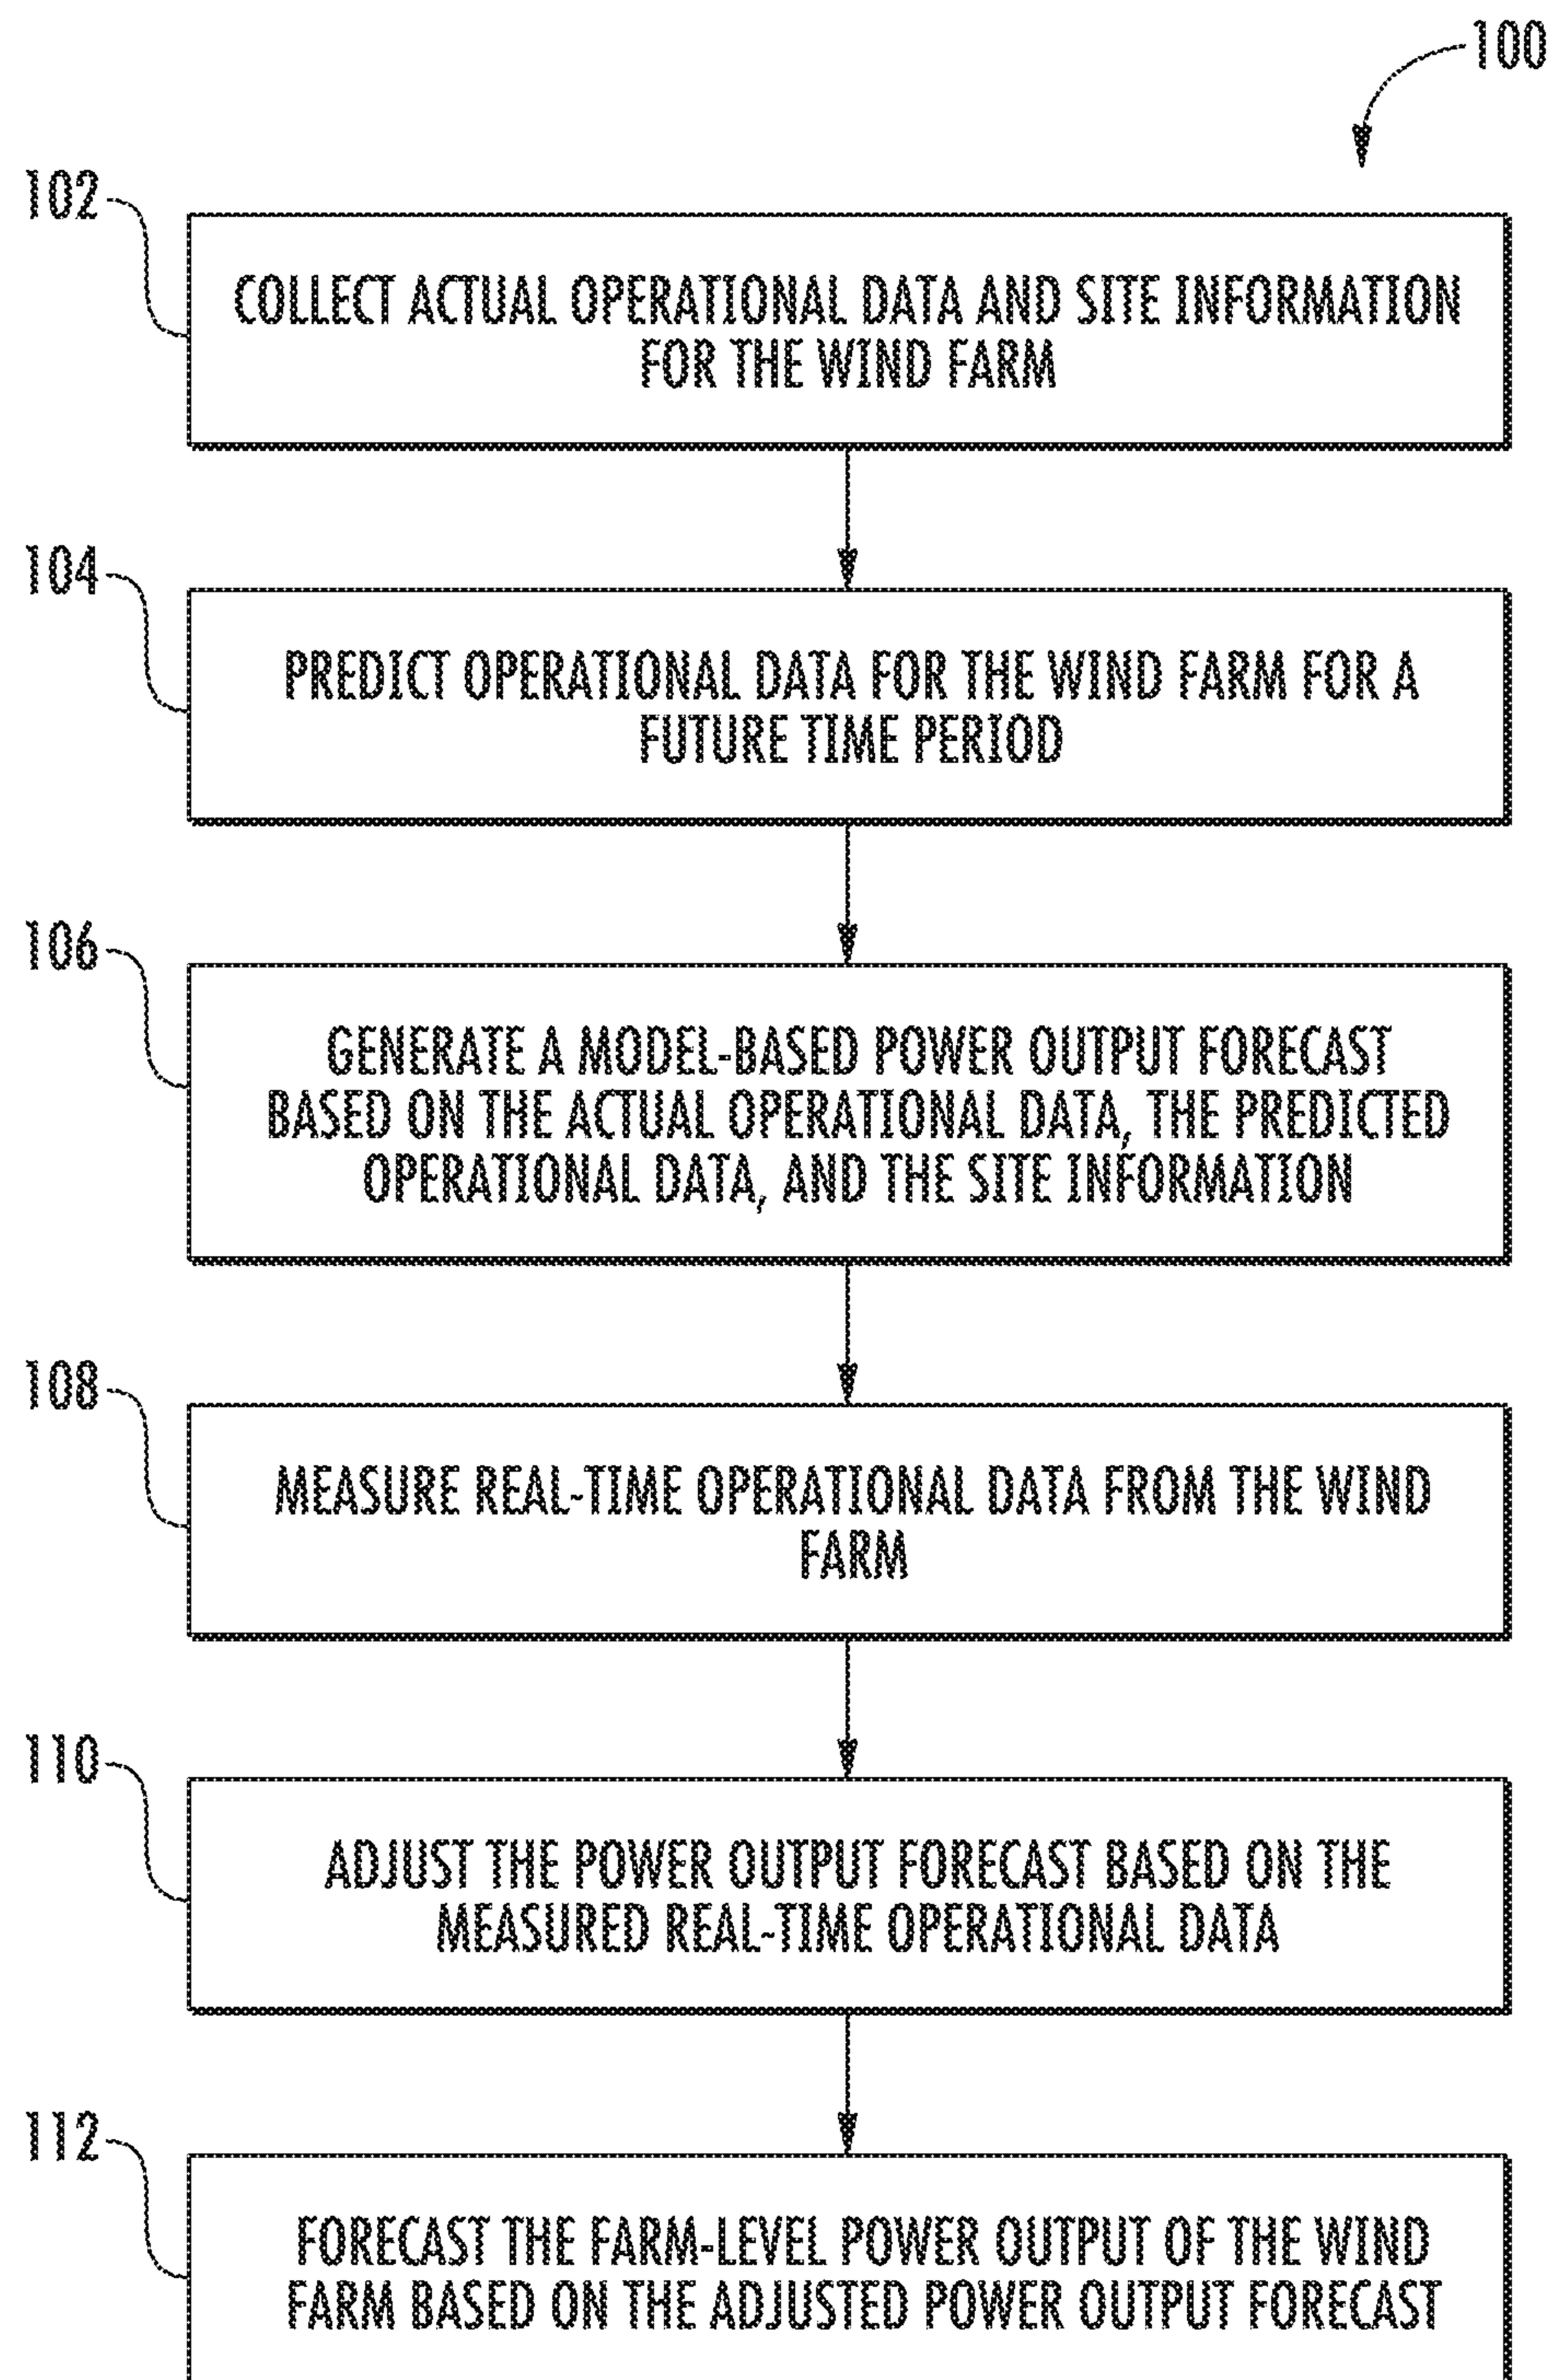 100
102
COLLECT ACTUAL OPERATIONAL DATA AND SITE INFORMATION
FOR THE WIND FARM
104
PREDICT OPERATIONAL DATA FOR THE WIND FARM FOR A
FUTURE TIME PERIOD
106
GENERATE A MODEL-BASED POWER OUTPUT FORECAST
BASED ON THE ACTUAL OPERATIONAL DATA, THE PREDICTED
OPERATIONAL DATA, AND THE SITE INFORMATION
108
MEASURE REAL-TIME OPERATIONAL DATA FROM THE WIND
FARM
110
ADJUST THE POWER OUTPUT FORECAST BASED ON THE
MEASURED REAL-TIME OPERATIONAL DATA
112
FORECAST THE FARM-LEVEL POWER OUTPUT OF THE WIND
FARM BASED ON THE ADJUSTED POWER OUTPUT FORECAST